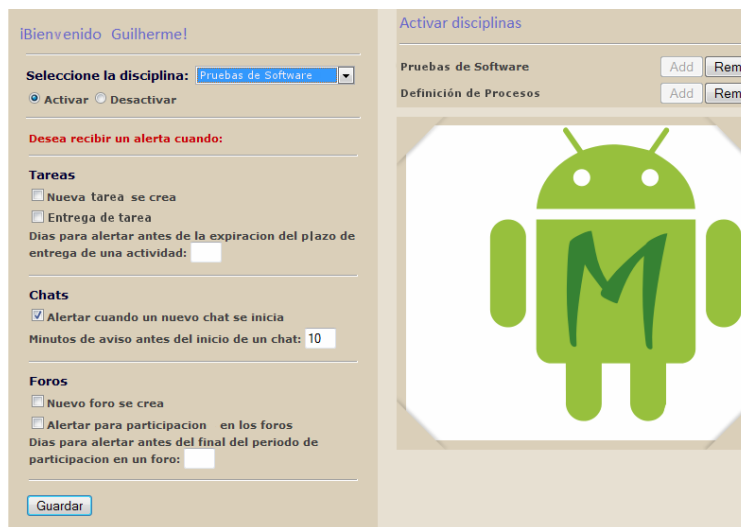 ¡Bienvenido Guilherme!
Seleccione la disciplina: Pruebas de Software
Activar Desactivar
Desea recibir un alerta cuando:
Tareas
Nueva tarea se crea
Entrega de tarea
Dias para alertar antes de la expiracion del plazo de
entrega de una actividad:
Chats
Alertar cuando un nuevo chat se inicia
Minutos de aviso antes del inicio de un chat: 10
Foros
Nuevo foro se crea
Alertar para participacion en los foros
Dias para alertar antes del final del periodo de
participacion en un foro:
Guardar
Activar disciplinas
Pruebas de Software Add Rem
Definición de Procesos Add Rem
M